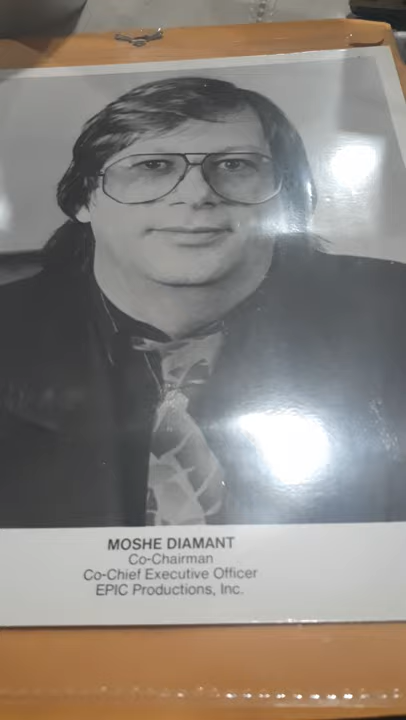 MOSHE DIAMANT
Co-Chairman
Co-Chief Executive Officer
EPIC Productions, Inc.